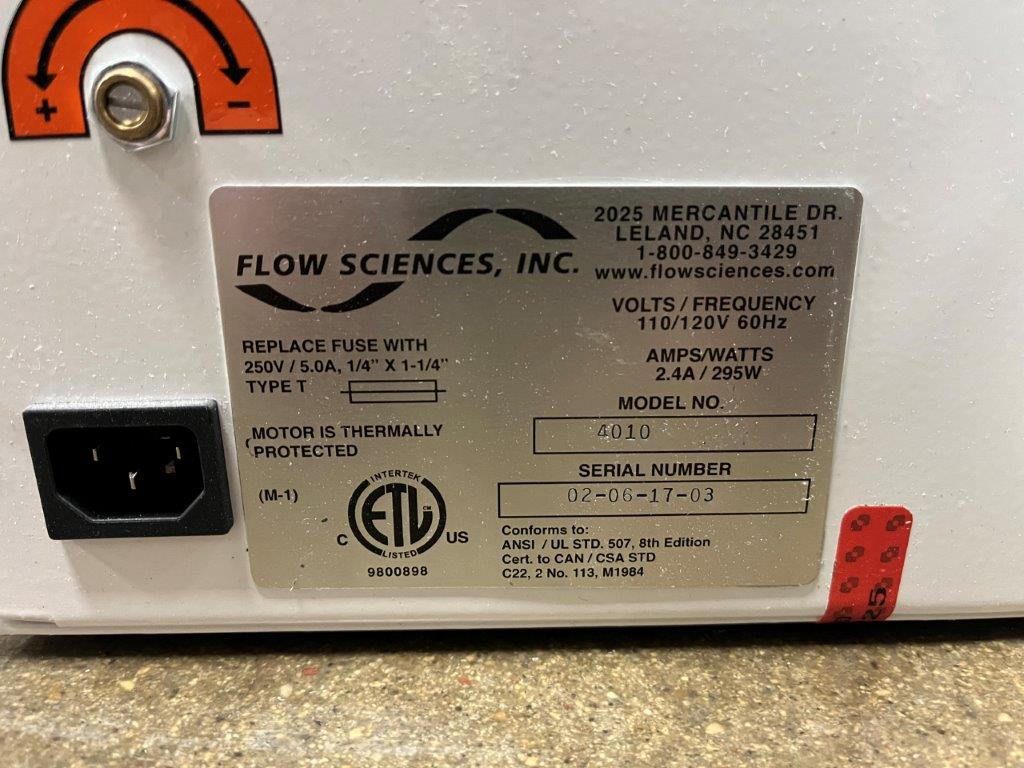 + -
FLOW SCIENCES, INC.
2025 MERCANTILE DR.
LELAND, NC 28451
1-800-849-3429
www.flowsciences.com
VOLTS / FREQUENCY
110/120V 60Hz
AMPS/WATTS
2.4A / 295W
REPLACE FUSE WITH
250V / 5.0A, 1/4" X 1-1/4"
TYPE T
MOTOR IS THERMALLY
PROTECTED
(M-1)
INTERTEK
ETL CM
LISTED
C US
9800898
MODEL NO.
4010
SERIAL NUMBER
02-06-17-03
Conforms to:
ANSI / UL STD. 507, 8th Edition
Cert. to CAN / CSA STD
C22, 2 No. 113, M1984
25